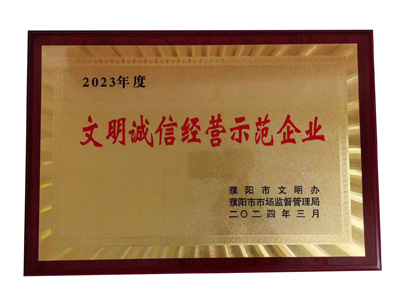 2023年度
文明诚信经营示范企业
濮阳市文明办
濮阳市市场监督管理局
二〇二四年三月